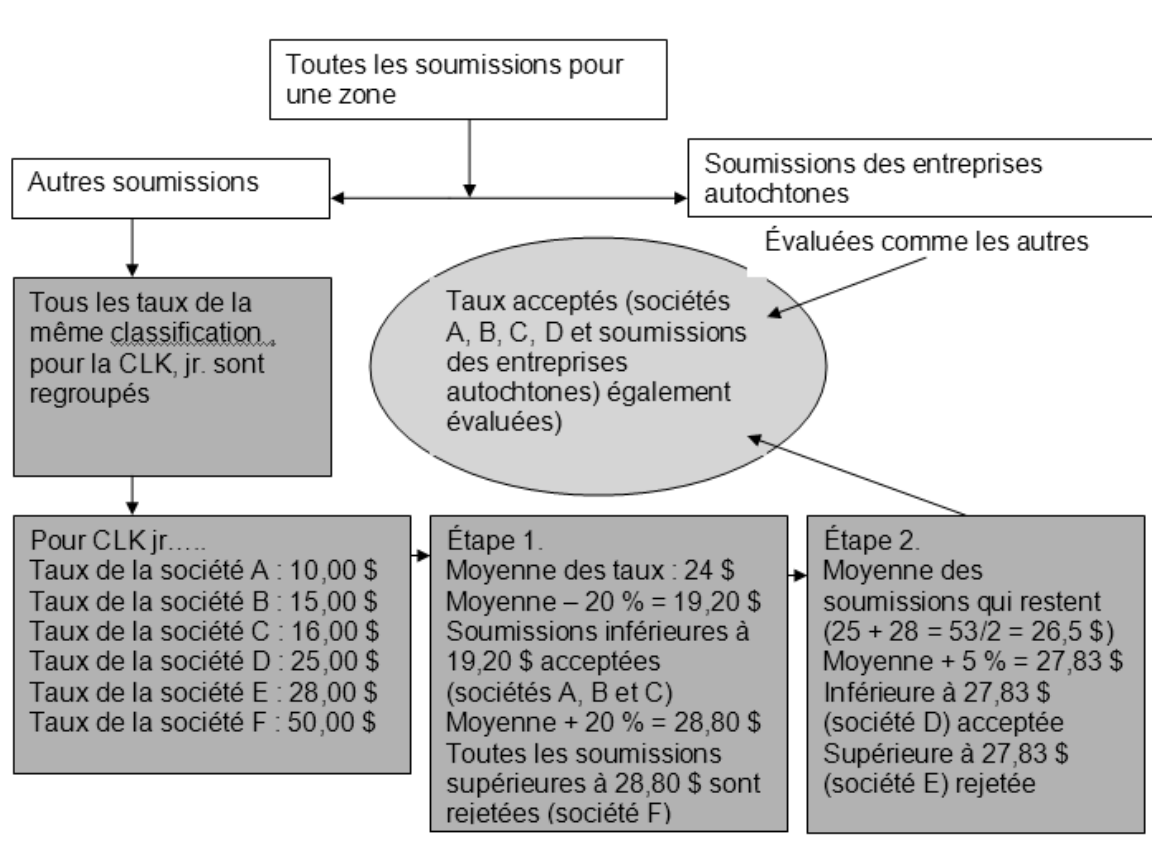 Toutes les soumissions pour
une zone
Autres soumissions
Soumissions des entreprises
autochtones
Évaluées comme les autres
Tous les taux de la
même classification ,
pour la CLK, jr. sont
regroupés
Taux acceptés (sociétés
A, B, C, D et soumissions
des entreprises
autochtones) également
évaluées)
Pour CLK jr.....
Taux de la société A : 10,00 $
Taux de la société B : 15,00 $
Taux de la société C : 16,00 $
Taux de la société D : 25,00 $
Taux de la société E : 28,00 $
Taux de la société F : 50,00 $
Étape 1.
Moyenne des taux : 24 $
Moyenne – 20 % = 19,20 $
Soumissions inférieures à
19,20 $ acceptées
(sociétés A, B et C)
Moyenne + 20 % = 28,80 $
Toutes les soumissions
supérieures à 28,80 $ sont
rejetées (société F)
Étape 2.
Moyenne des
soumissions qui restent
(25 + 28 = 53/2 = 26,5 $)
Moyenne + 5 % = 27,83 $
Inférieure à 27,83 $
(société D) acceptée
Supérieure à 27,83 $
(société E) rejetée